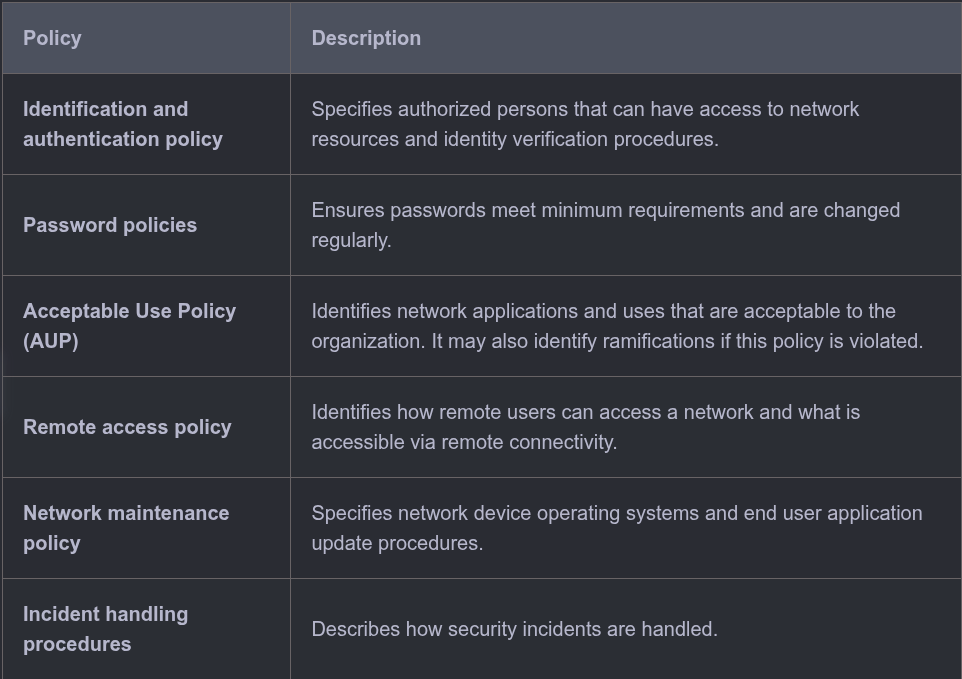 Policy
Description
Identification and
authentication policy
Specifies authorized persons that can have access to network
resources and identity verification procedures.
Password policies
Ensures passwords meet minimum requirements and are changed
regularly.
Acceptable Use Policy
(AUP)
Identifies network applications and uses that are acceptable to the
organization. It may also identify ramifications if this policy is violated.
Remote access policy
Identifies how remote users can access a network and what is
accessible via remote connectivity.
Network maintenance
policy
Specifies network device operating systems and end user application
update procedures.
Incident handling
procedures
Describes how security incidents are handled.